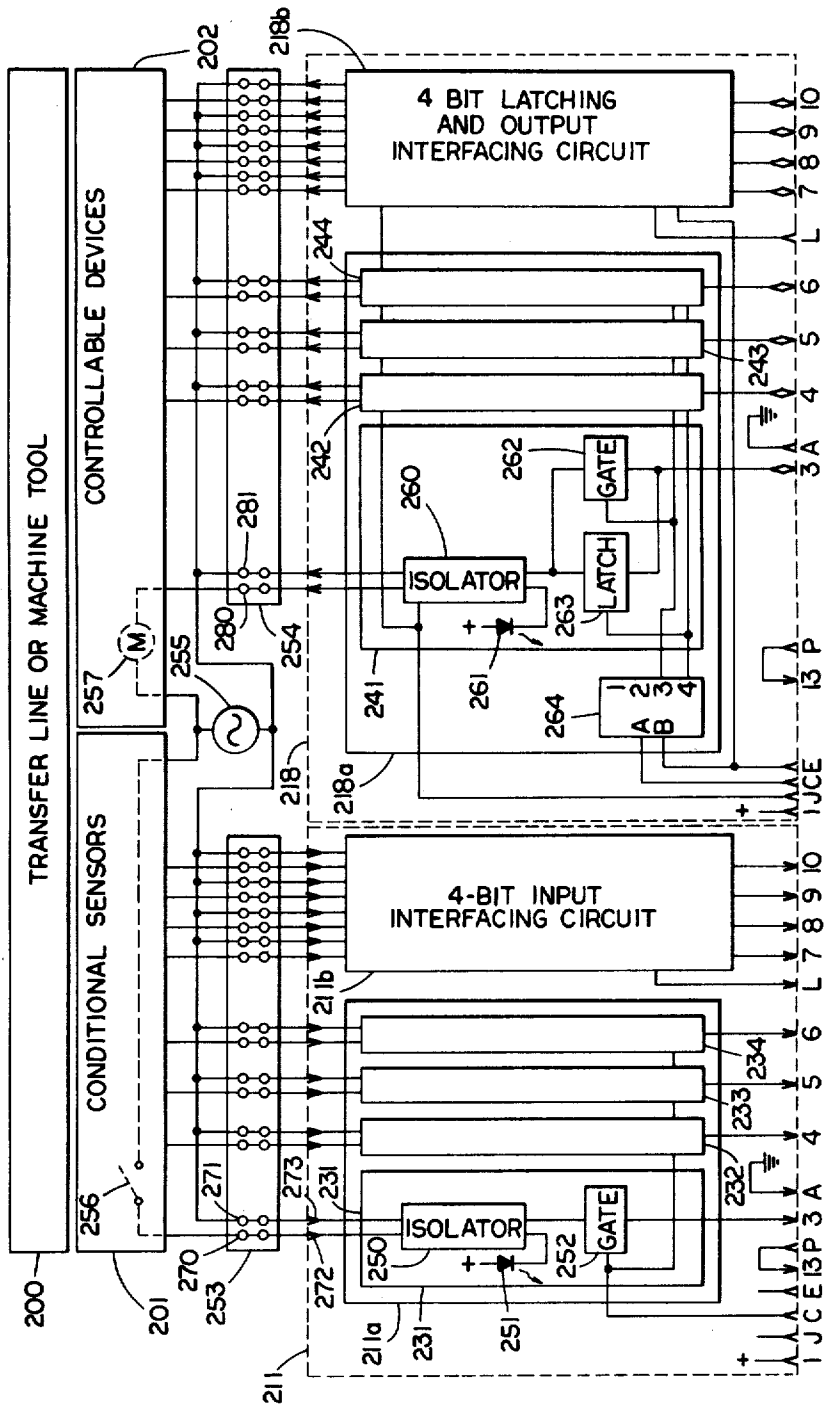 TRANSFER LINE OR MACHINE TOOL
200
CONDITIONAL SENSORS
256
201
CONTROLLABLE DEVICES
202
257
M
255
270
271
253
280
281
254
272
273
211
218
231
211a
ISOLATOR
250
+
251
GATE
252
231
232
233
234
4-BIT INPUT
INTERFACING CIRCUIT
211b
218a
264
A
B
1
2
3
4
241
ISOLATOR
260
+
261
LATCH
263
GATE
262
242
243
244
4 BIT LATCHING
AND OUTPUT
INTERFACING CIRCUIT
218b
+
1 J C E 13 P 3 A 4 5 6 L 7 8 9 10
+
1 J C E 13 P 3 A 4 5 6 L 7 8 9 10